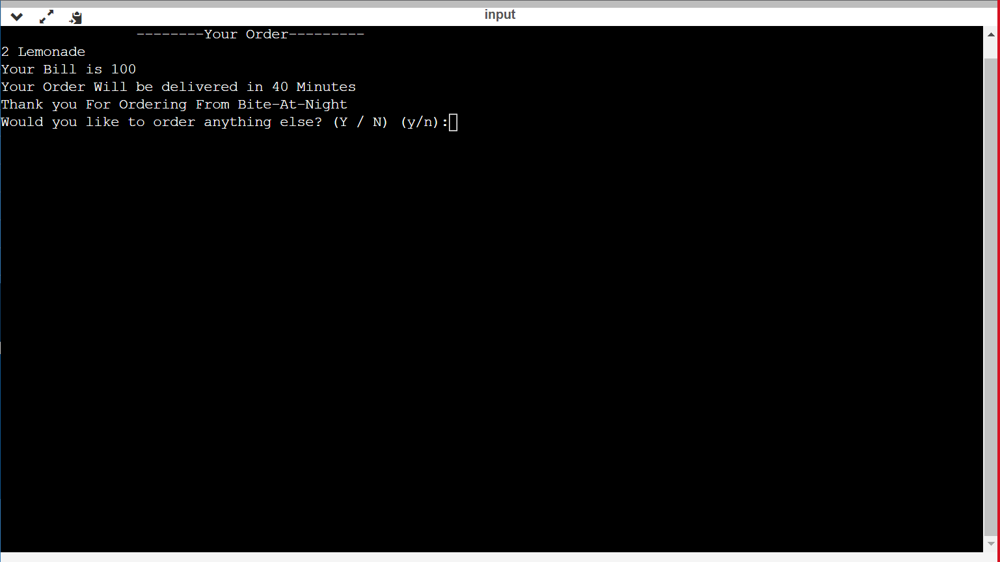 input
--------Your Order---------
2 Lemonade
Your Bill is 100
Your Order Will be delivered in 40 Minutes
Thank you For Ordering From Bite-At-Night
Would you like to order anything else? (Y / N) (y/n):